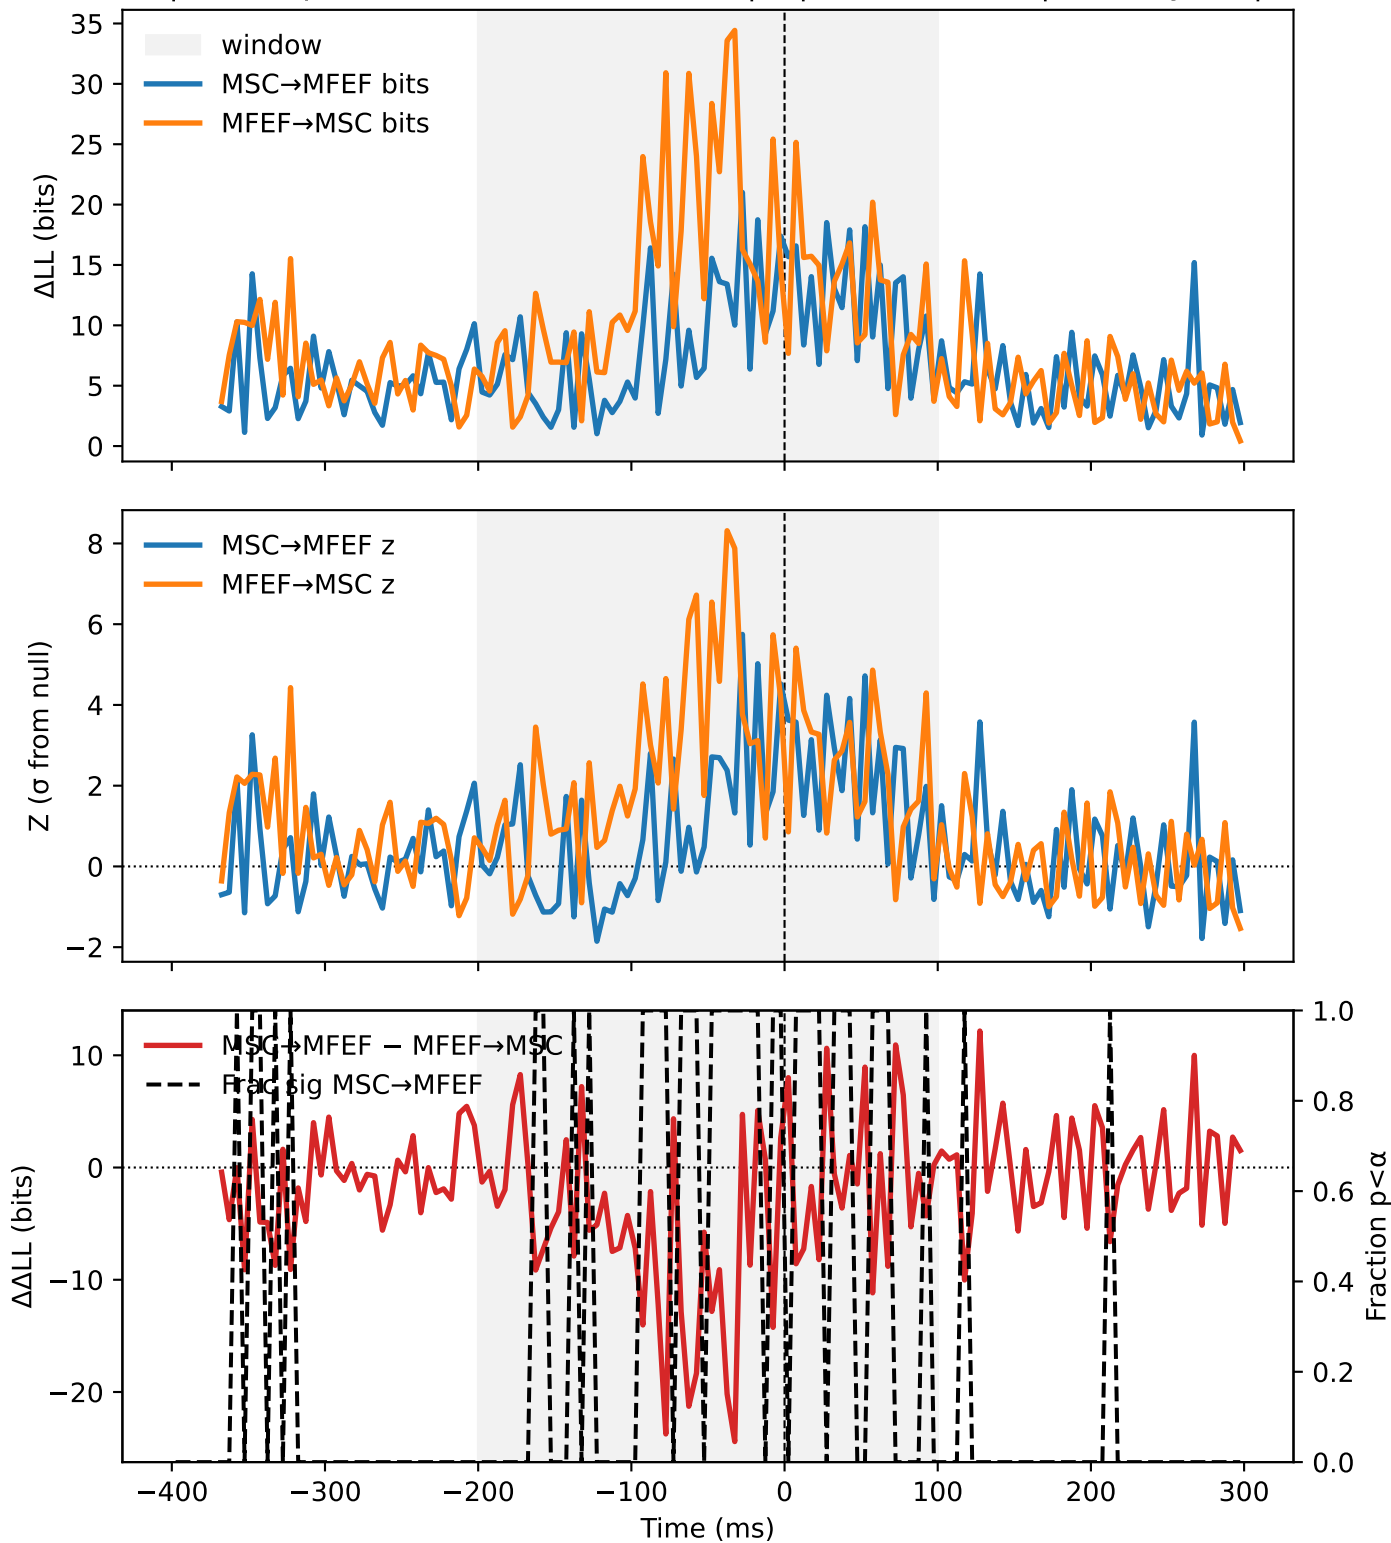 35
30
25
20
15
10
5
0
ΔLL (bits)
window
MSC→MFEF bits
MFEF→MSC bits
8
6
4
2
0
−2
Z (σ from null)
MSC→MFEF z
MFEF→MSC z
10
0
−10
−20
ΔΔLL (bits)
MSC→MFEF − MFEF→MSC
Frac sig MSC→MFEF
1.0
0.8
0.6
0.4
0.2
0.0
Fraction p<α
−400
−300
−200
−100
0
100
200
300
Time (ms)